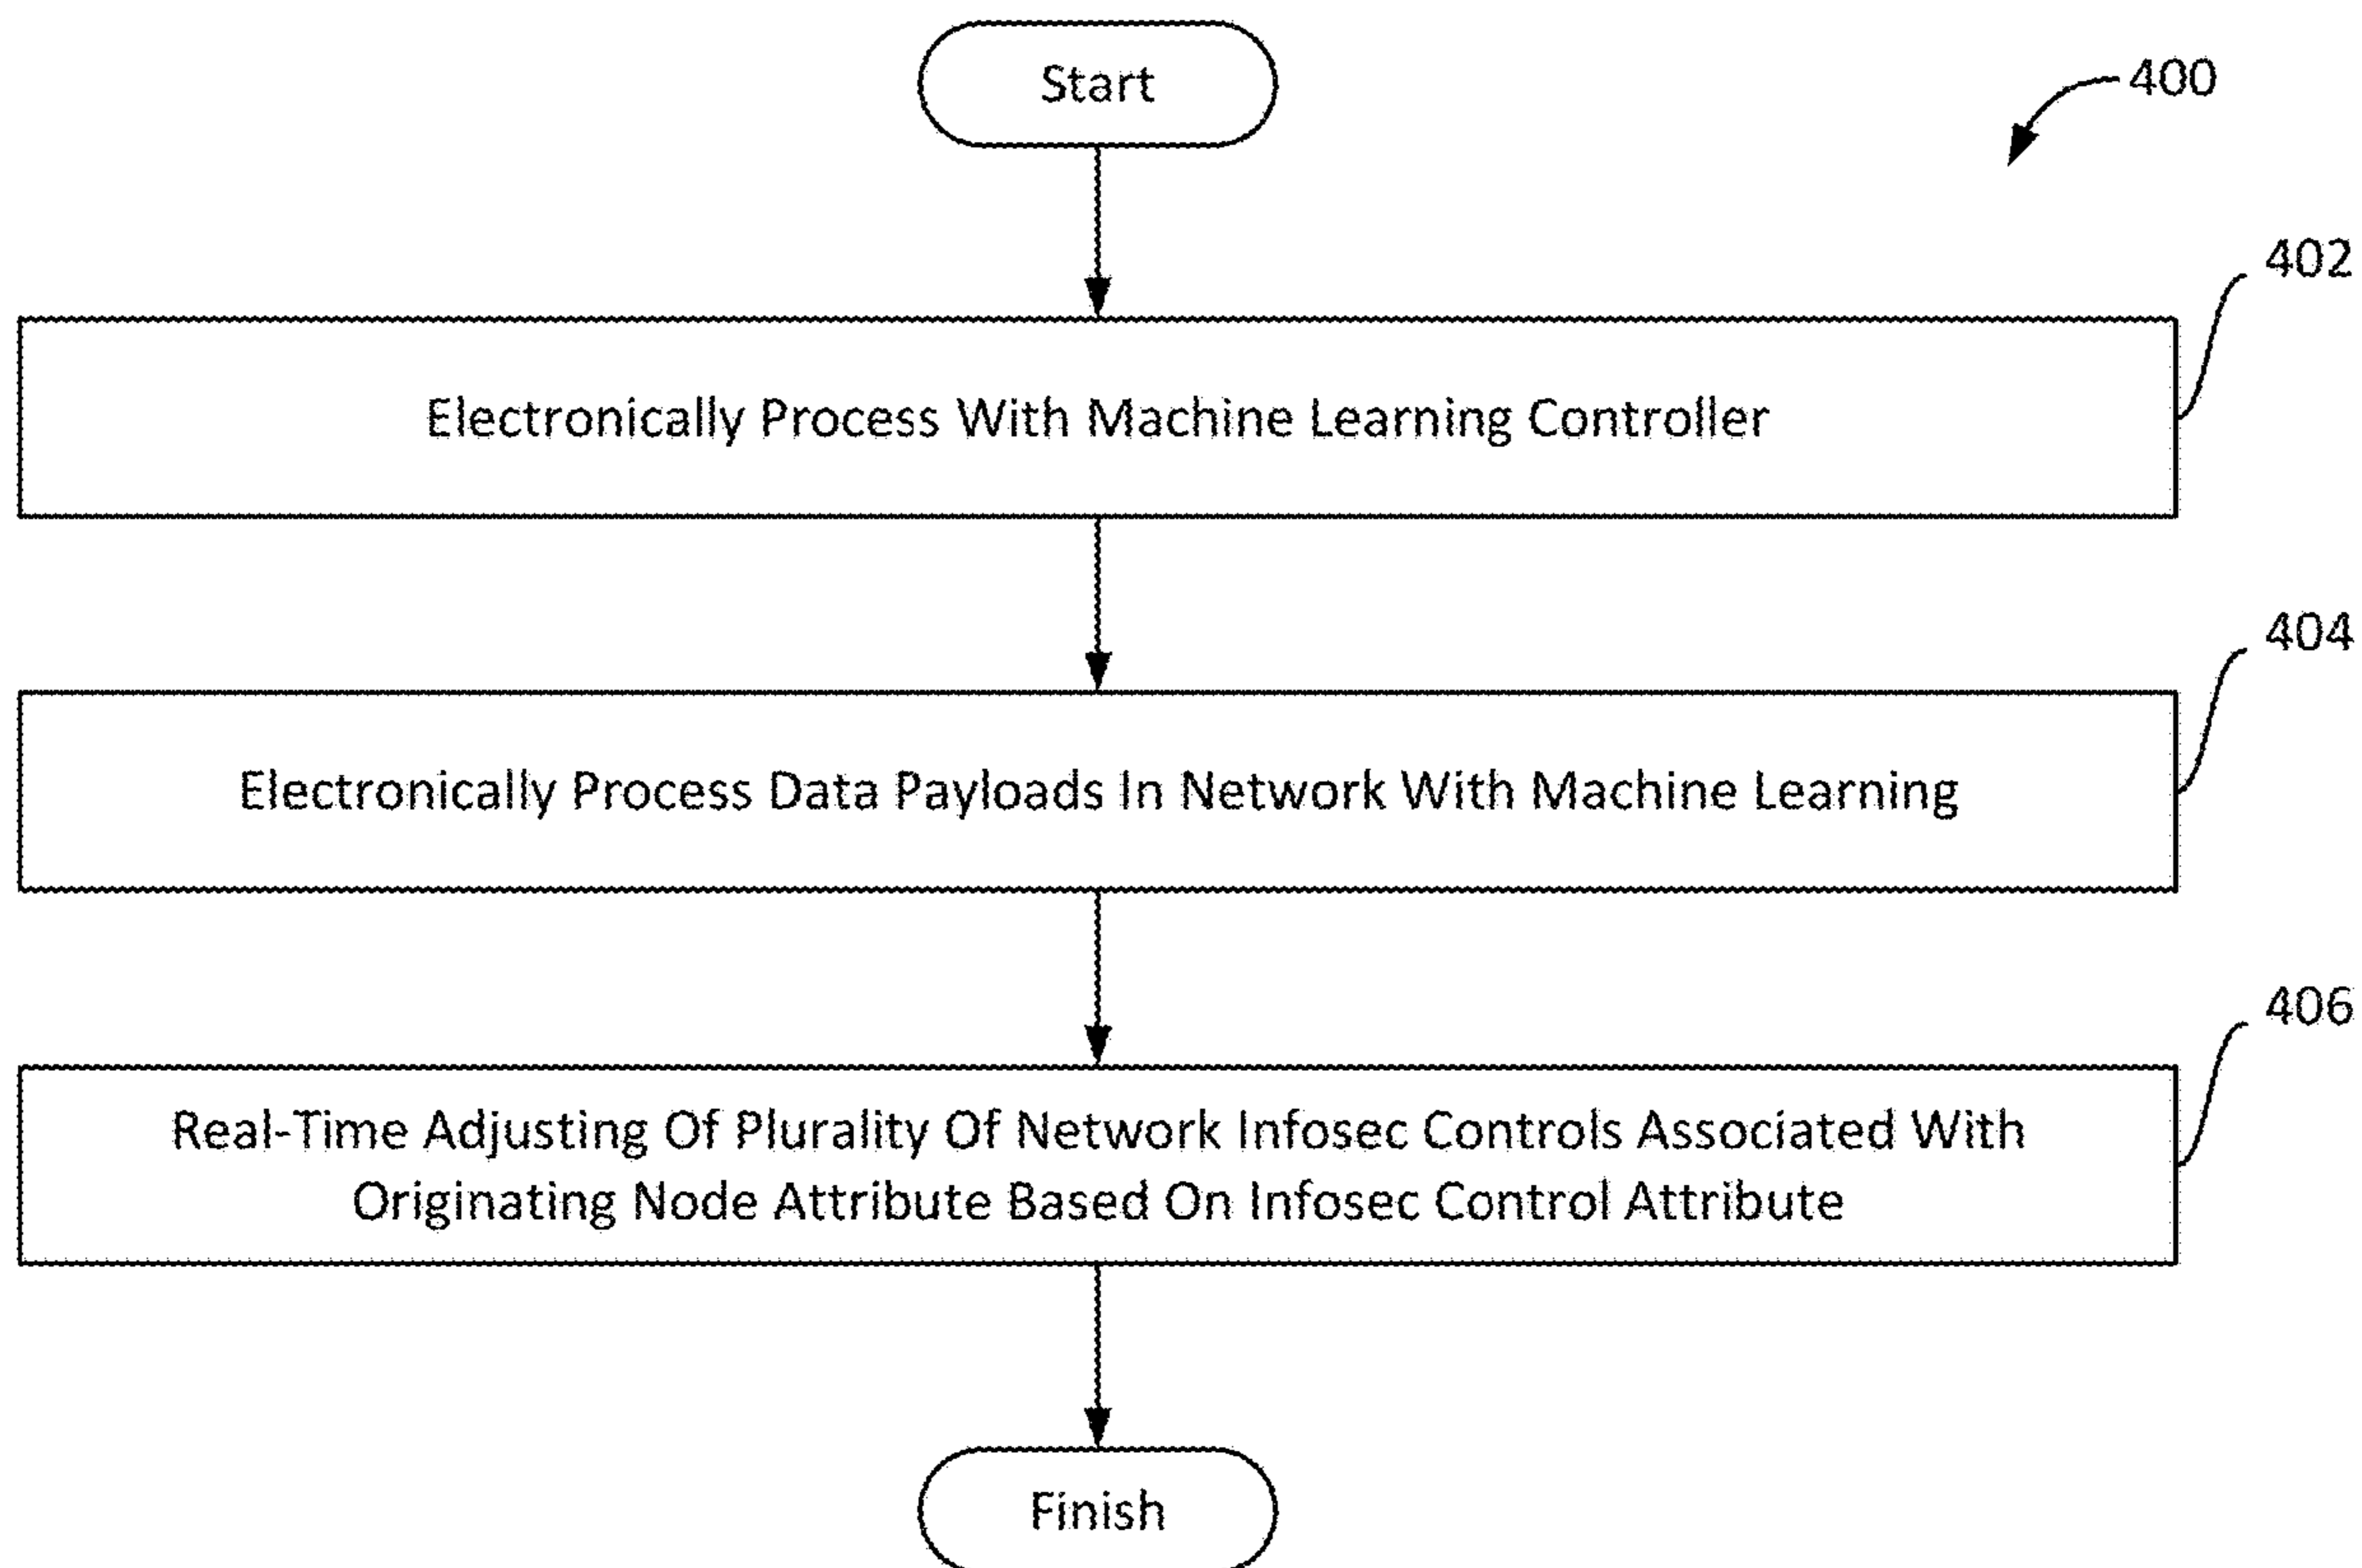 Start
400
402
Electronically Process With Machine Learning Controller
404
Electronically Process Data Payloads In Network With Machine Learning
406
Real-Time Adjusting Of Plurality Of Network Infosec Controls Associated With
Originating Node Attribute Based On Infosec Control Attribute
Finish